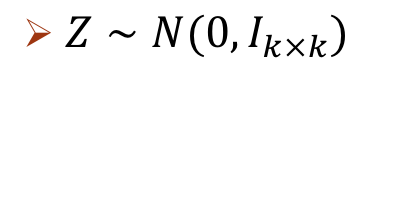 ➤ Z ~ N(0, I_{k×k})